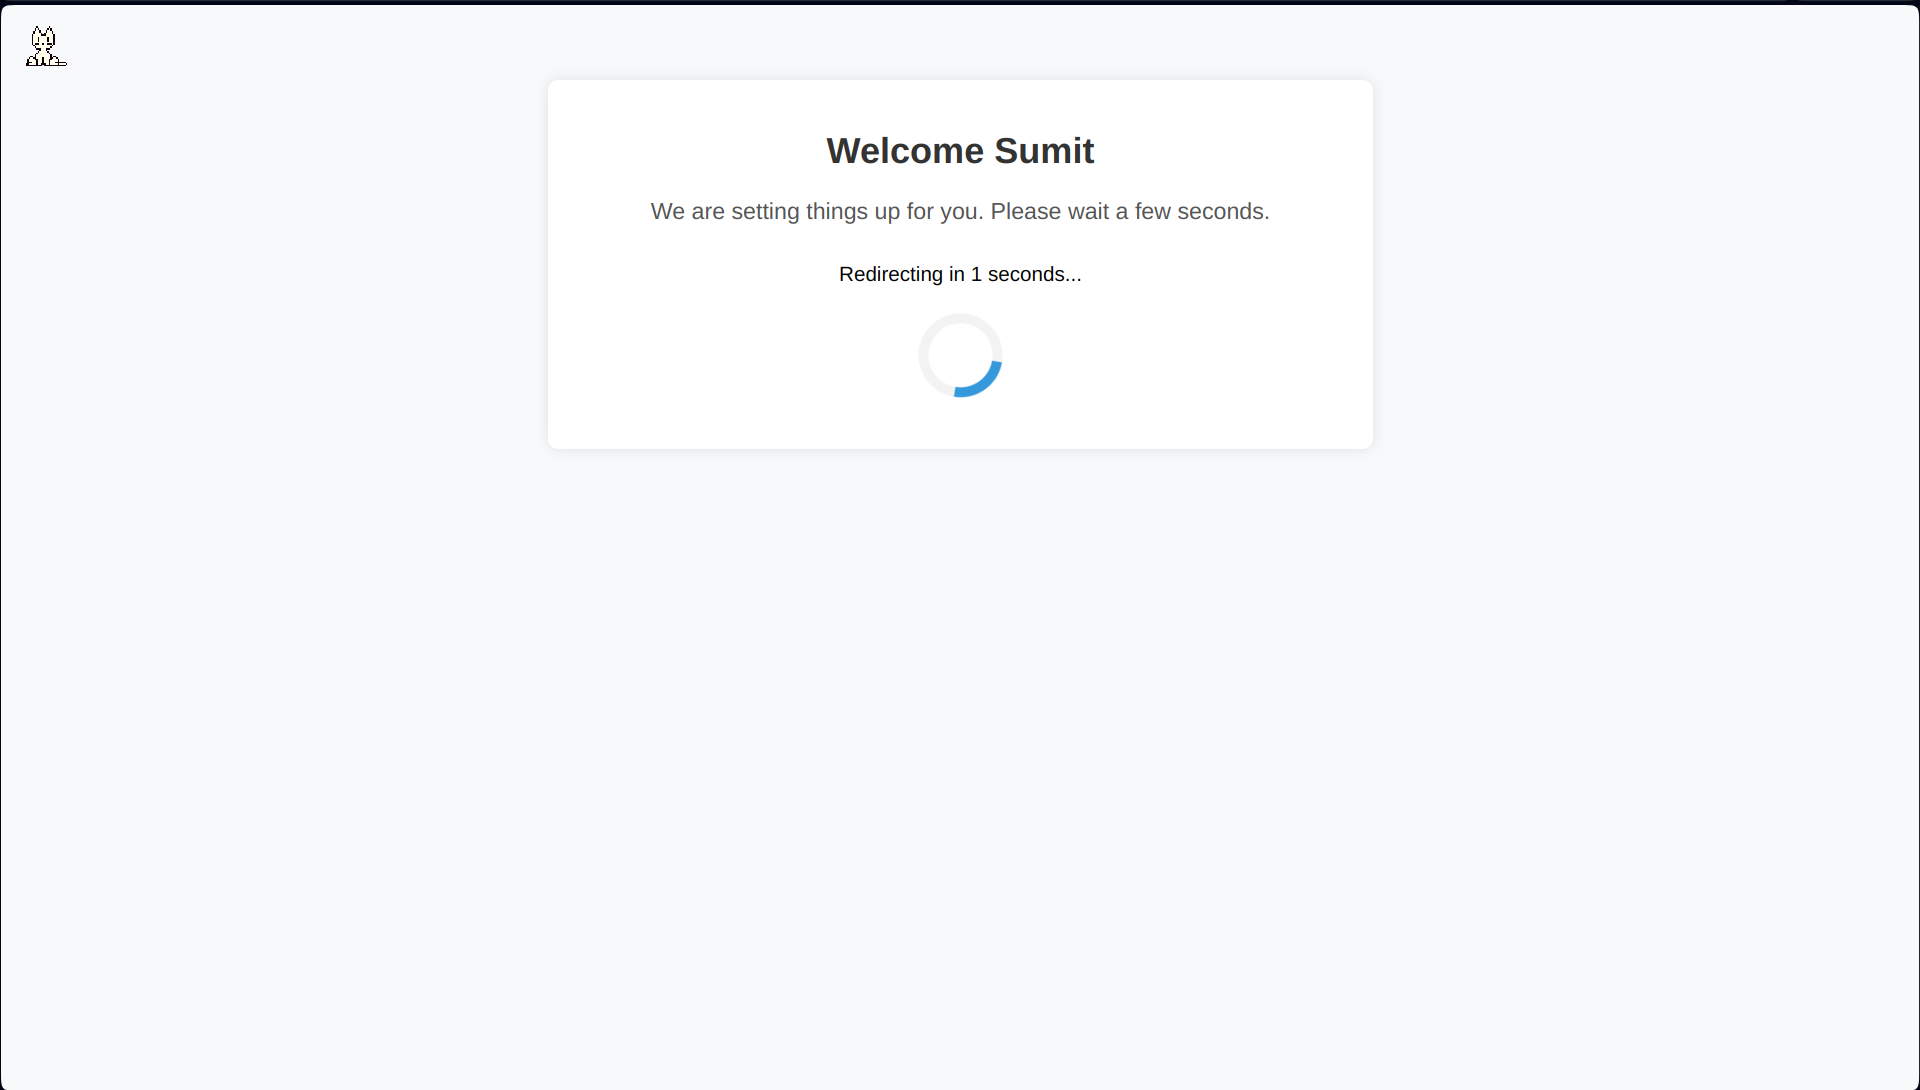 Welcome Sumit
We are setting things up for you. Please wait a few seconds.
Redirecting in 1 seconds...